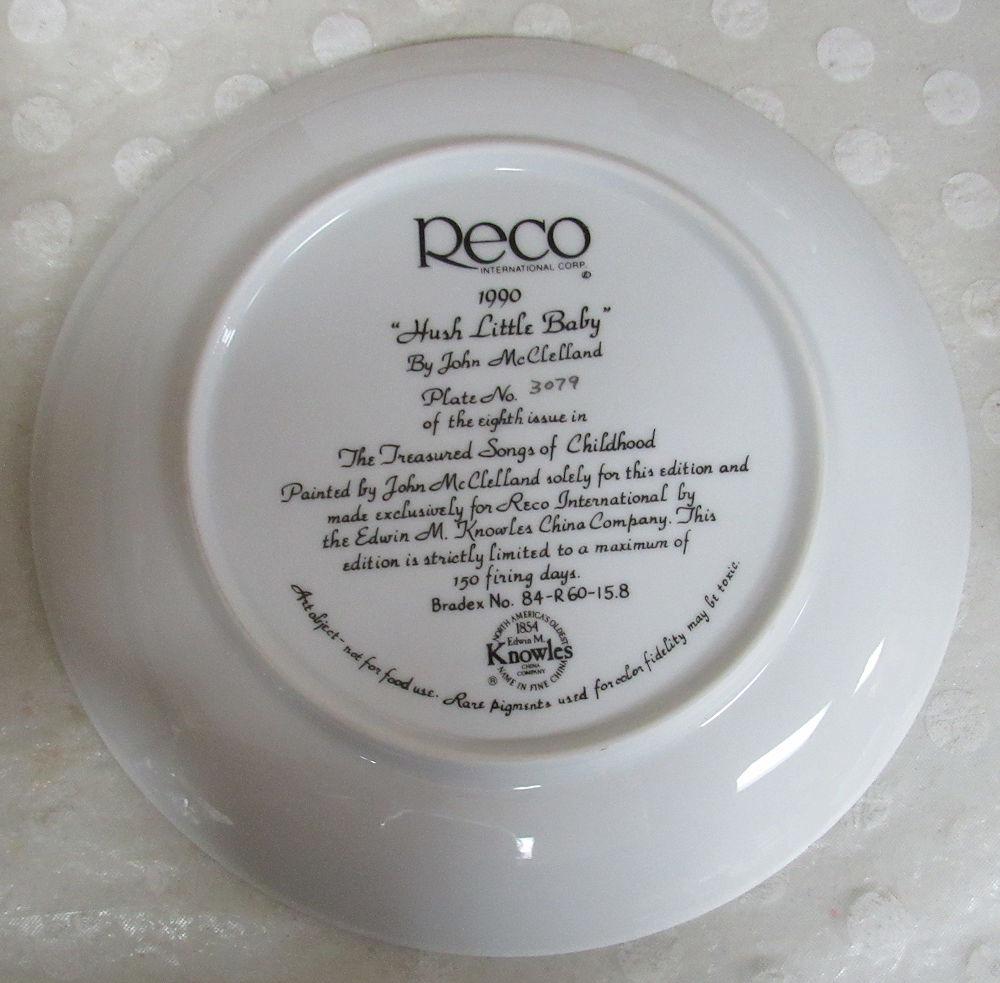 Reco
INTERNATIONAL CORP.
©
1990
"Hush Little Baby"
By John McClelland
Plate No. 3079
of the eighth issue in
The Treasured Songs of Childhood
Painted by John McClelland solely for this edition and
made exclusively for Reco International by
the Edwin M. Knowles China Company. This
edition is strictly limited to a maximum of
150 firing days.
Bradex No. 84-R60-15.8
NORTH AMERICA'S OLDEST
1854
Edwin M.
Knowles
CHINA
COMPANY
NAME IN FINE CHINA
®
Art object - not for food use. Rare pigments used for color fidelity may be toxic.